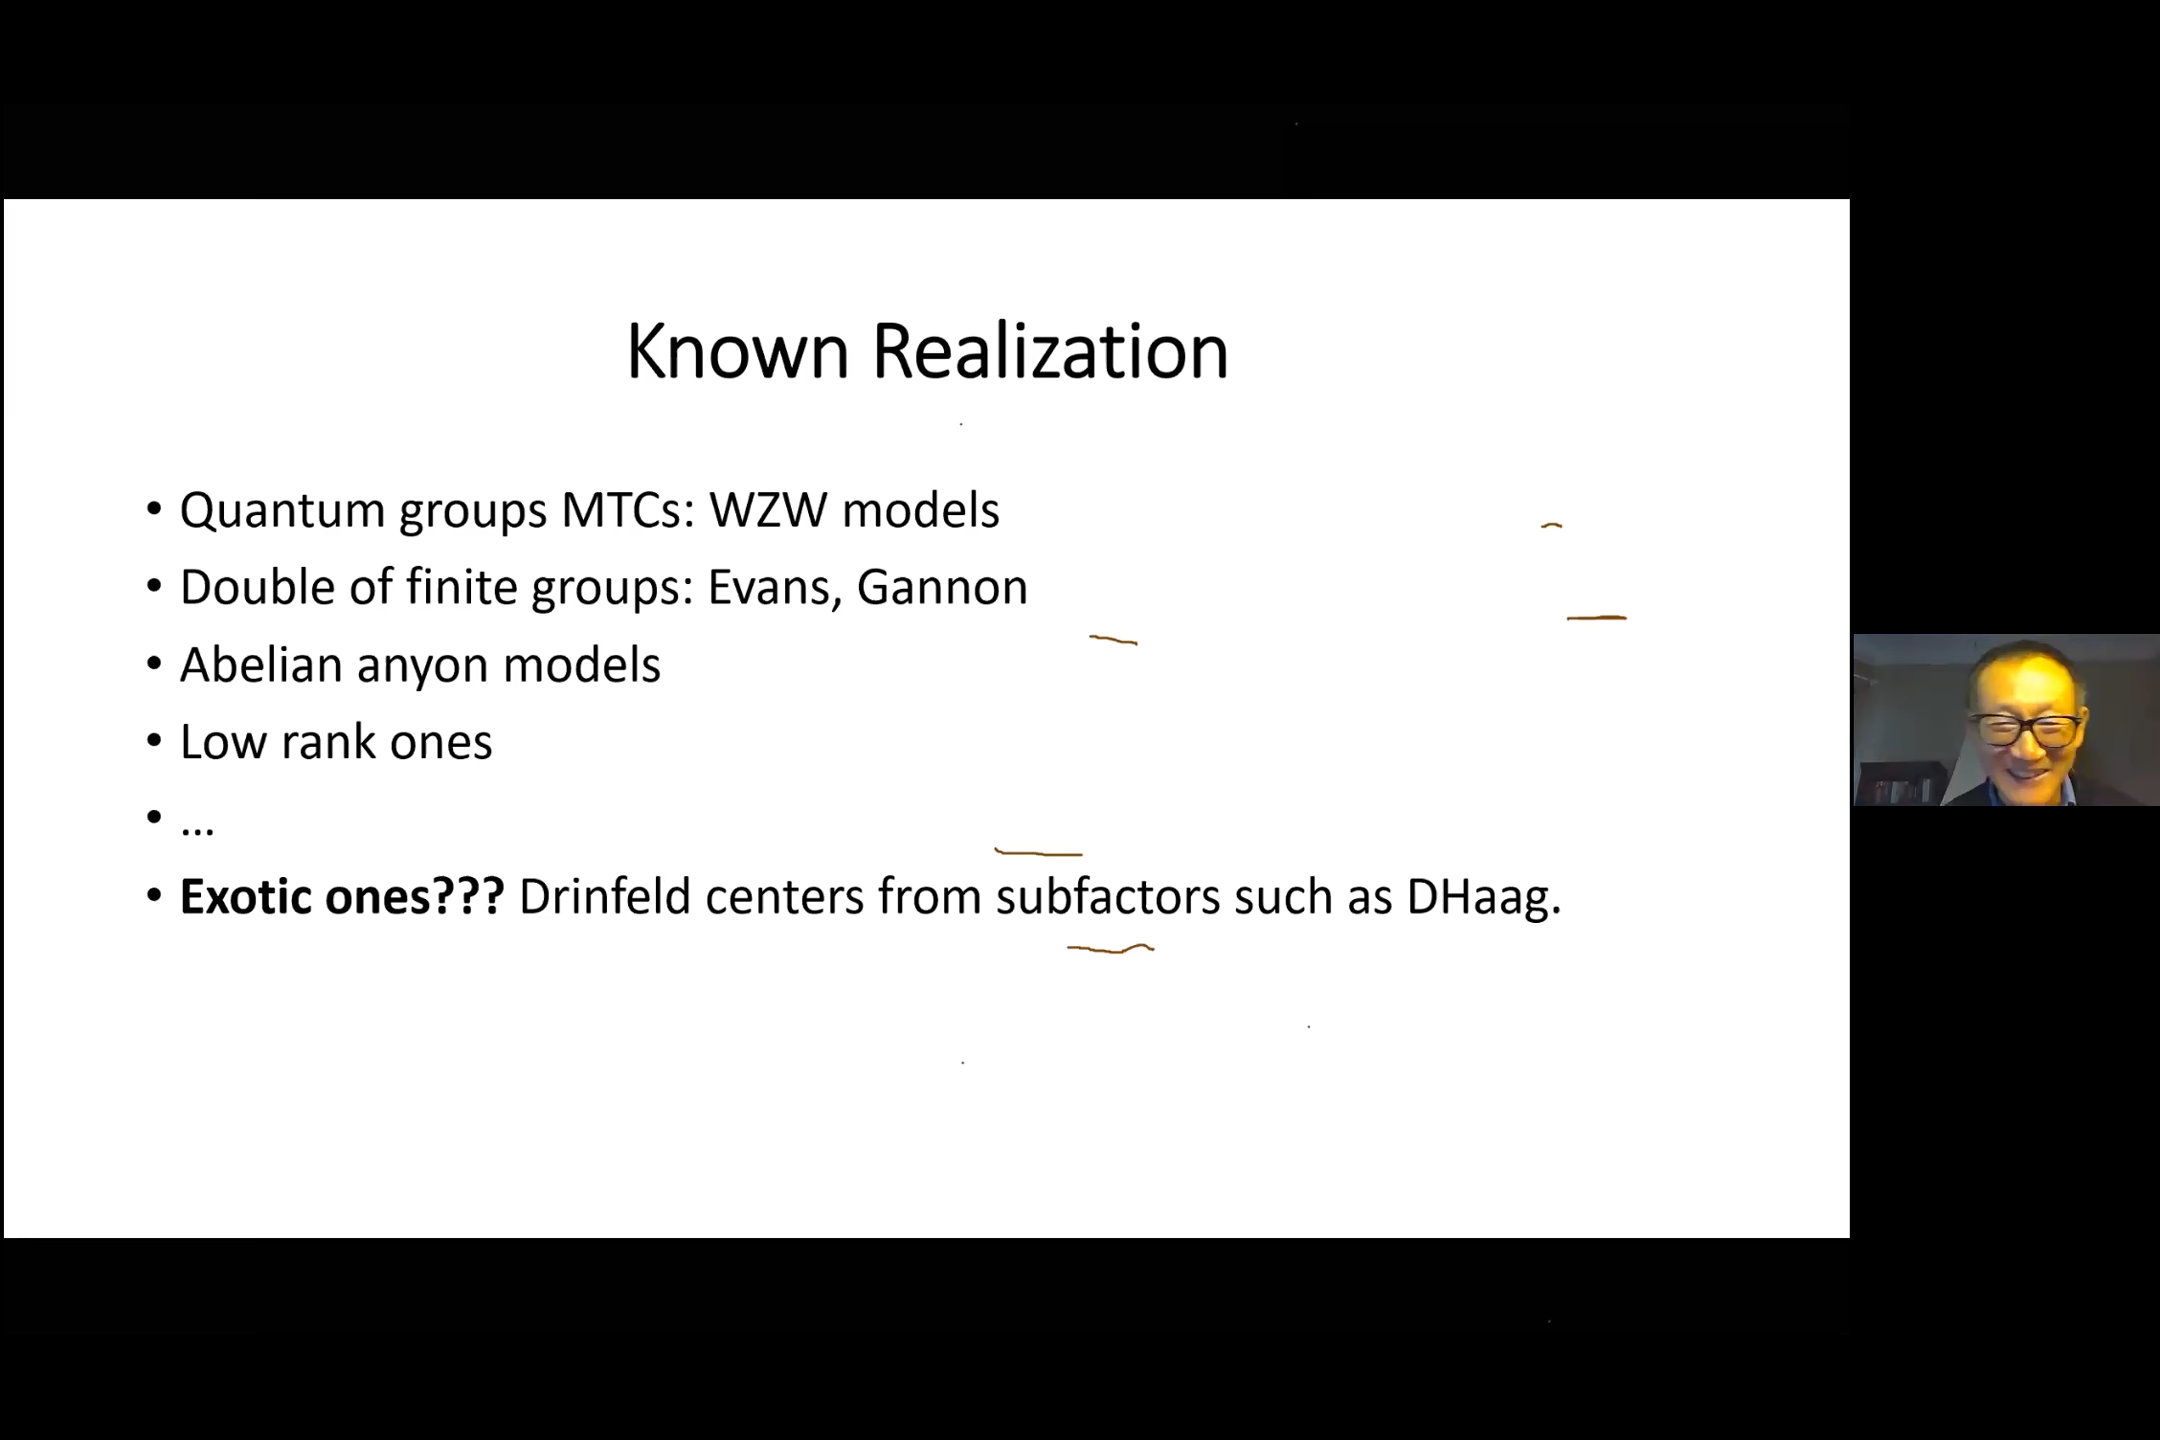 Known Realization
• Quantum groups MTCs: WZW models
• Double of finite groups: Evans, Gannon
• Abelian anyon models
• Low rank ones
• ...
• Exotic ones??? Drinfeld centers from subfactors such as DHaag.